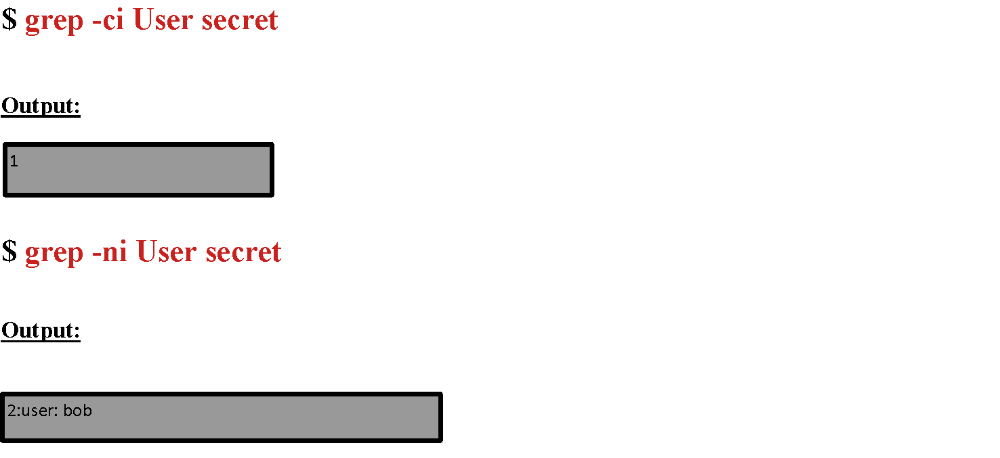 $ grep -ci User secret
Output:
1
$ grep -ni User secret
Output:
2:user: bob